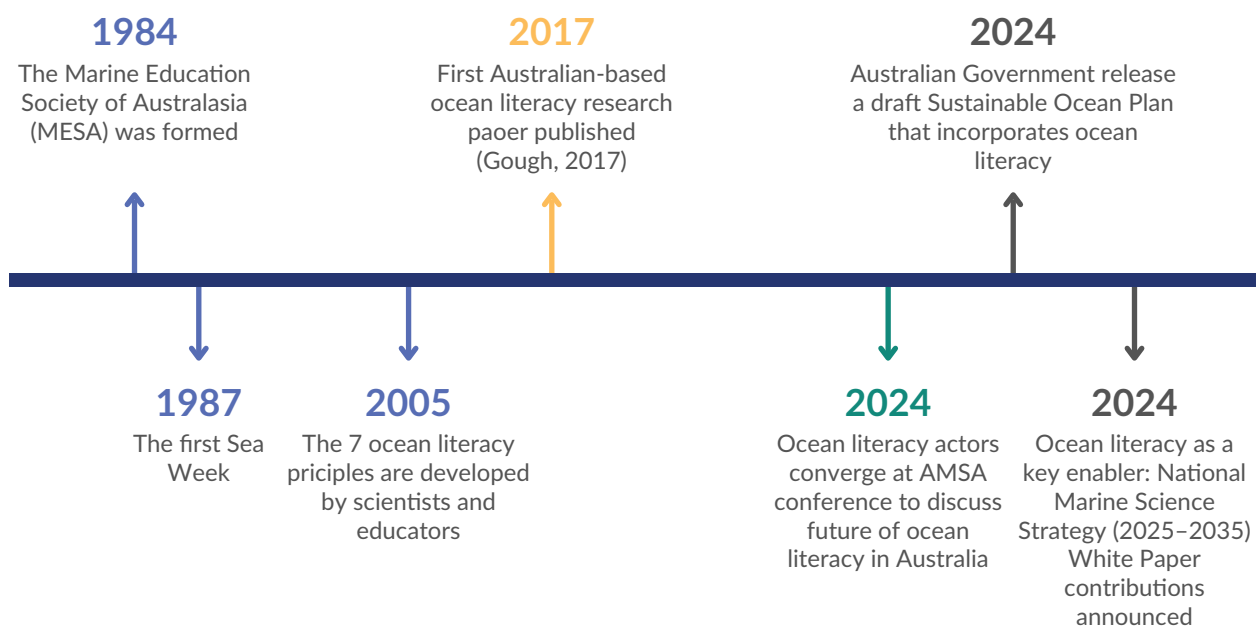 1984
The Marine Education
Society of Australasia
(MESA) was formed
2017
First Australian-based
ocean literacy research
paoer published
(Gough, 2017)
2024
Australian Government release
a draft Sustainable Ocean Plan
that incorporates ocean
literacy
1987
The first Sea
Week
2005
The 7 ocean literacy
priciples are developed
by scientists and
educators
2024
Ocean literacy actors
converge at AMSA
conference to discuss
future of ocean
literacy in Australia
2024
Ocean literacy as a
key enabler: National
Marine Science
Strategy (2025–2035)
White Paper
contributions
announced